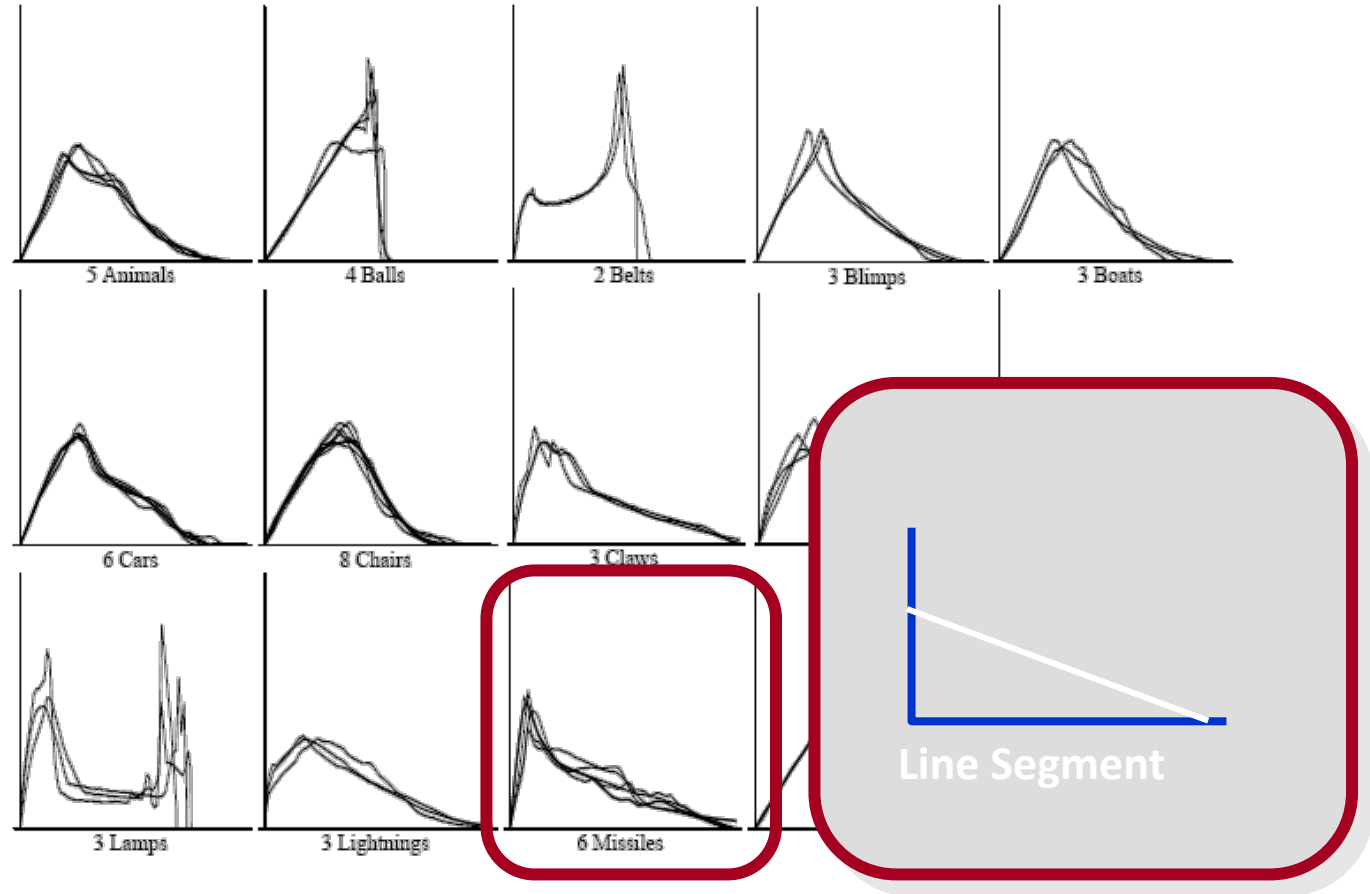 5 Animals
4 Balls
2 Belts
3 Blimps
3 Boats
6 Cars
8 Chairs
3 Claws
3 Lamps
3 Lightnings
6 Missiles
Line Segment